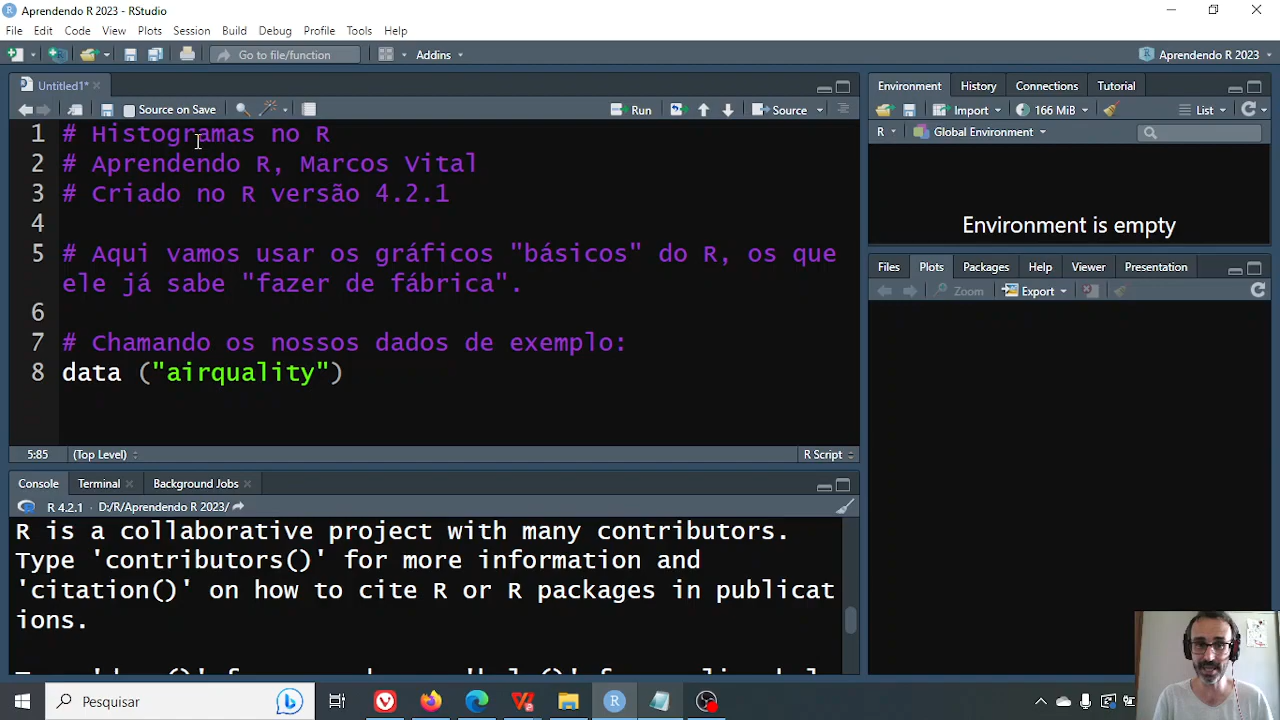 Aprendendo R 2023 - RStudio
File Edit Code View Plots Session Build Debug Profile Tools Help
Go to file/function Addins Aprendendo R 2023
Untitled1*
Source on Save Run Source
1 # Histogramas no R
2 # Aprendendo R, Marcos Vital
3 # Criado no R versão 4.2.1
4
5 # Aqui vamos usar os gráficos "básicos" do R, os que
ele já sabe "fazer de fábrica".
6
7 # Chamando os nossos dados de exemplo:
8 data ("airquality")
5:85 (Top Level) R Script
Console Terminal Background Jobs
R 4.2.1 · D:/R/Aprendendo R 2023/
R is a collaborative project with many contributors.
Type 'contributors()' for more information and
'citation()' on how to cite R or R packages in publicat
ions.
Environment History Connections Tutorial
Import 166 MiB List
R Global Environment
Environment is empty
Files Plots Packages Help Viewer Presentation
Zoom Export
Pesquisar